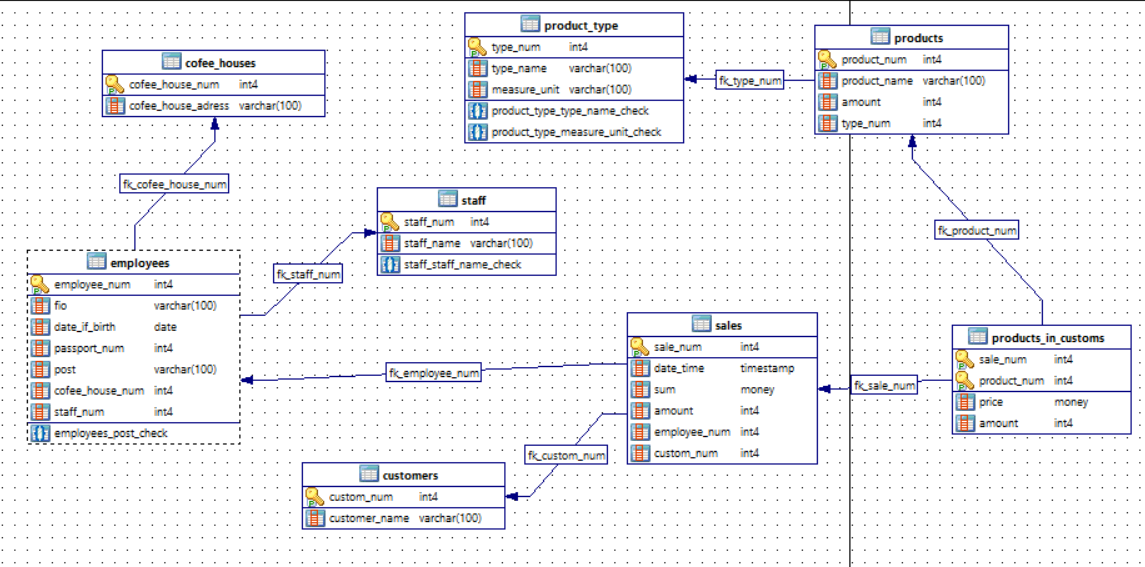 cofee_houses
cofee_house_num int4
cofee_house_adress varchar(100)
product_type
type_num int4
type_name varchar(100)
measure_unit varchar(100)
product_type_type_name_check
product_type_measure_unit_check
products
product_num int4
product_name varchar(100)
amount int4
type_num int4
fk_type_num
fk_cofee_house_num
staff
staff_num int4
staff_name varchar(100)
staff_staff_name_check
fk_staff_num
fk_product_num
employees
employee_num int4
fio varchar(100)
date_if_birth date
passport_num int4
post varchar(100)
cofee_house_num int4
staff_num int4
employees_post_check
fk_employee_num
sales
sale_num int4
date_time timestamp
sum money
amount int4
employee_num int4
custom_num int4
fk_sale_num
products_in_customs
sale_num int4
product_num int4
price money
amount int4
fk_custom_num
customers
custom_num int4
customer_name varchar(100)